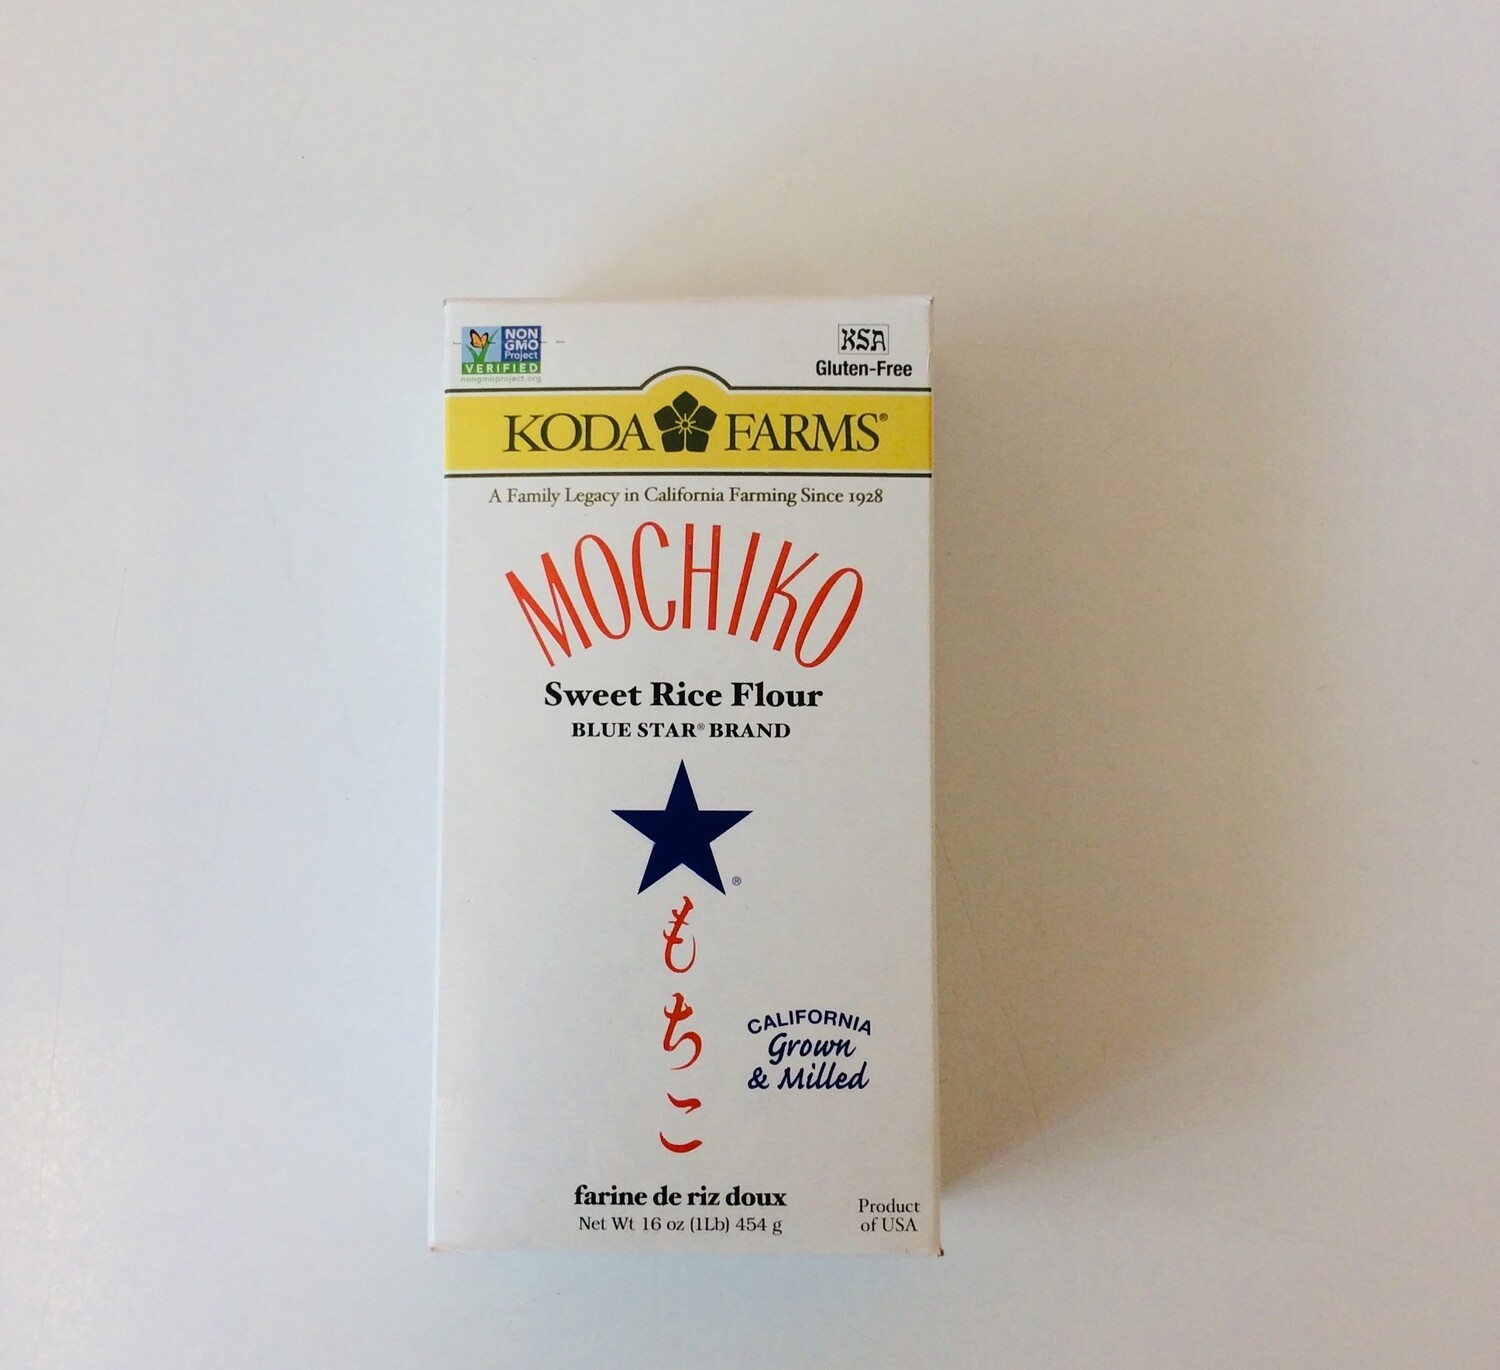 NON
GMO
Project
VERIFIED
nongmoproject.org
KSA
Gluten-Free
KODA FARMS®
A Family Legacy in California Farming Since 1928
MOCHIKO
Sweet Rice Flour
BLUE STAR® BRAND
®
もちこ
CALIFORNIA
Grown
& Milled
farine de riz doux
Net Wt 16 oz (1Lb) 454 g
Product
of USA